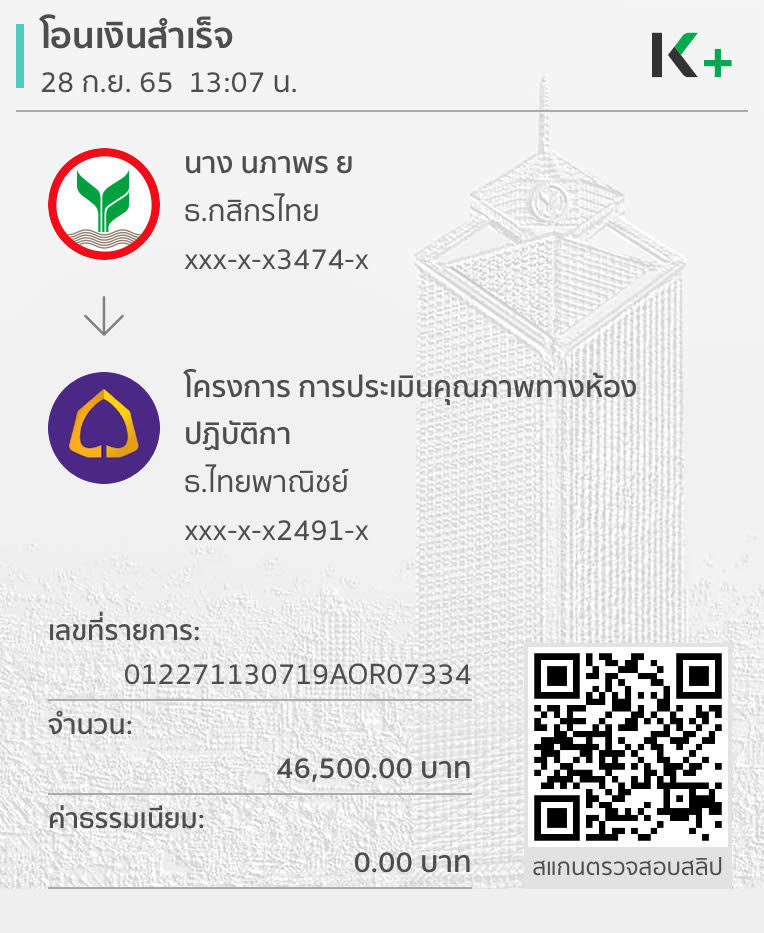 โอนเงินสำเร็จ
28 ก.ย. 65 13:07 น.
K+
นาง นภาพร ย
ธ.กสิกรไทย
xxx-x-x3474-x
โครงการ การประเมินคุณภาพทางห้อง
ปฏิบัติกา
ธ.ไทยพาณิชย์
xxx-x-x2491-x
เลขที่รายการ:
012271130719AOR07334
จำนวน:
46,500.00 บาท
ค่าธรรมเนียม:
0.00 บาท
สแกนตรวจสอบสลิป